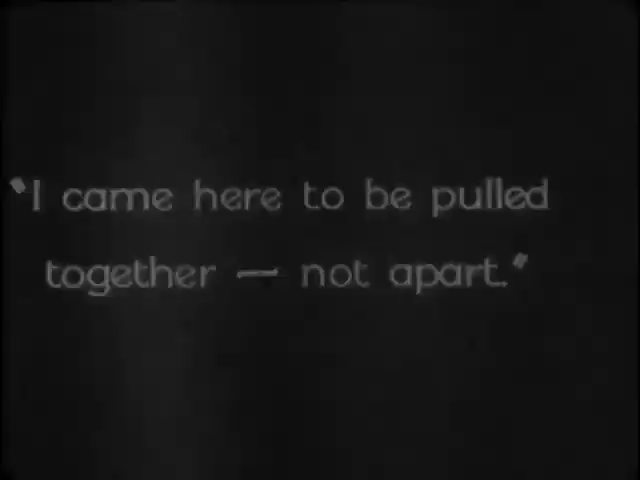 "I came here to be pulled
together — not apart."